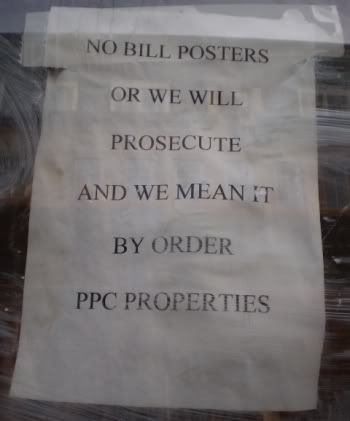 NO BILL POSTERS
OR WE WILL
PROSECUTE
AND WE MEAN IT
BY ORDER
PPC PROPERTIES